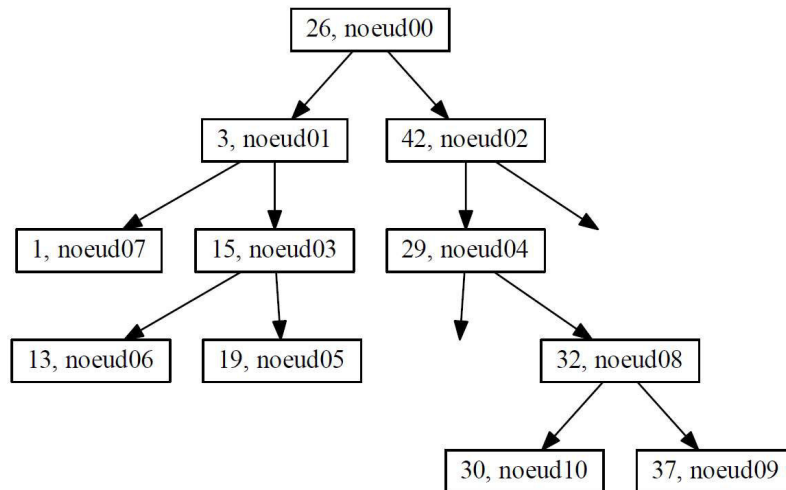 26, noeud00
3, noeud01
42, noeud02
1, noeud07
15, noeud03
29, noeud04
13, noeud06
19, noeud05
32, noeud08
30, noeud10
37, noeud09